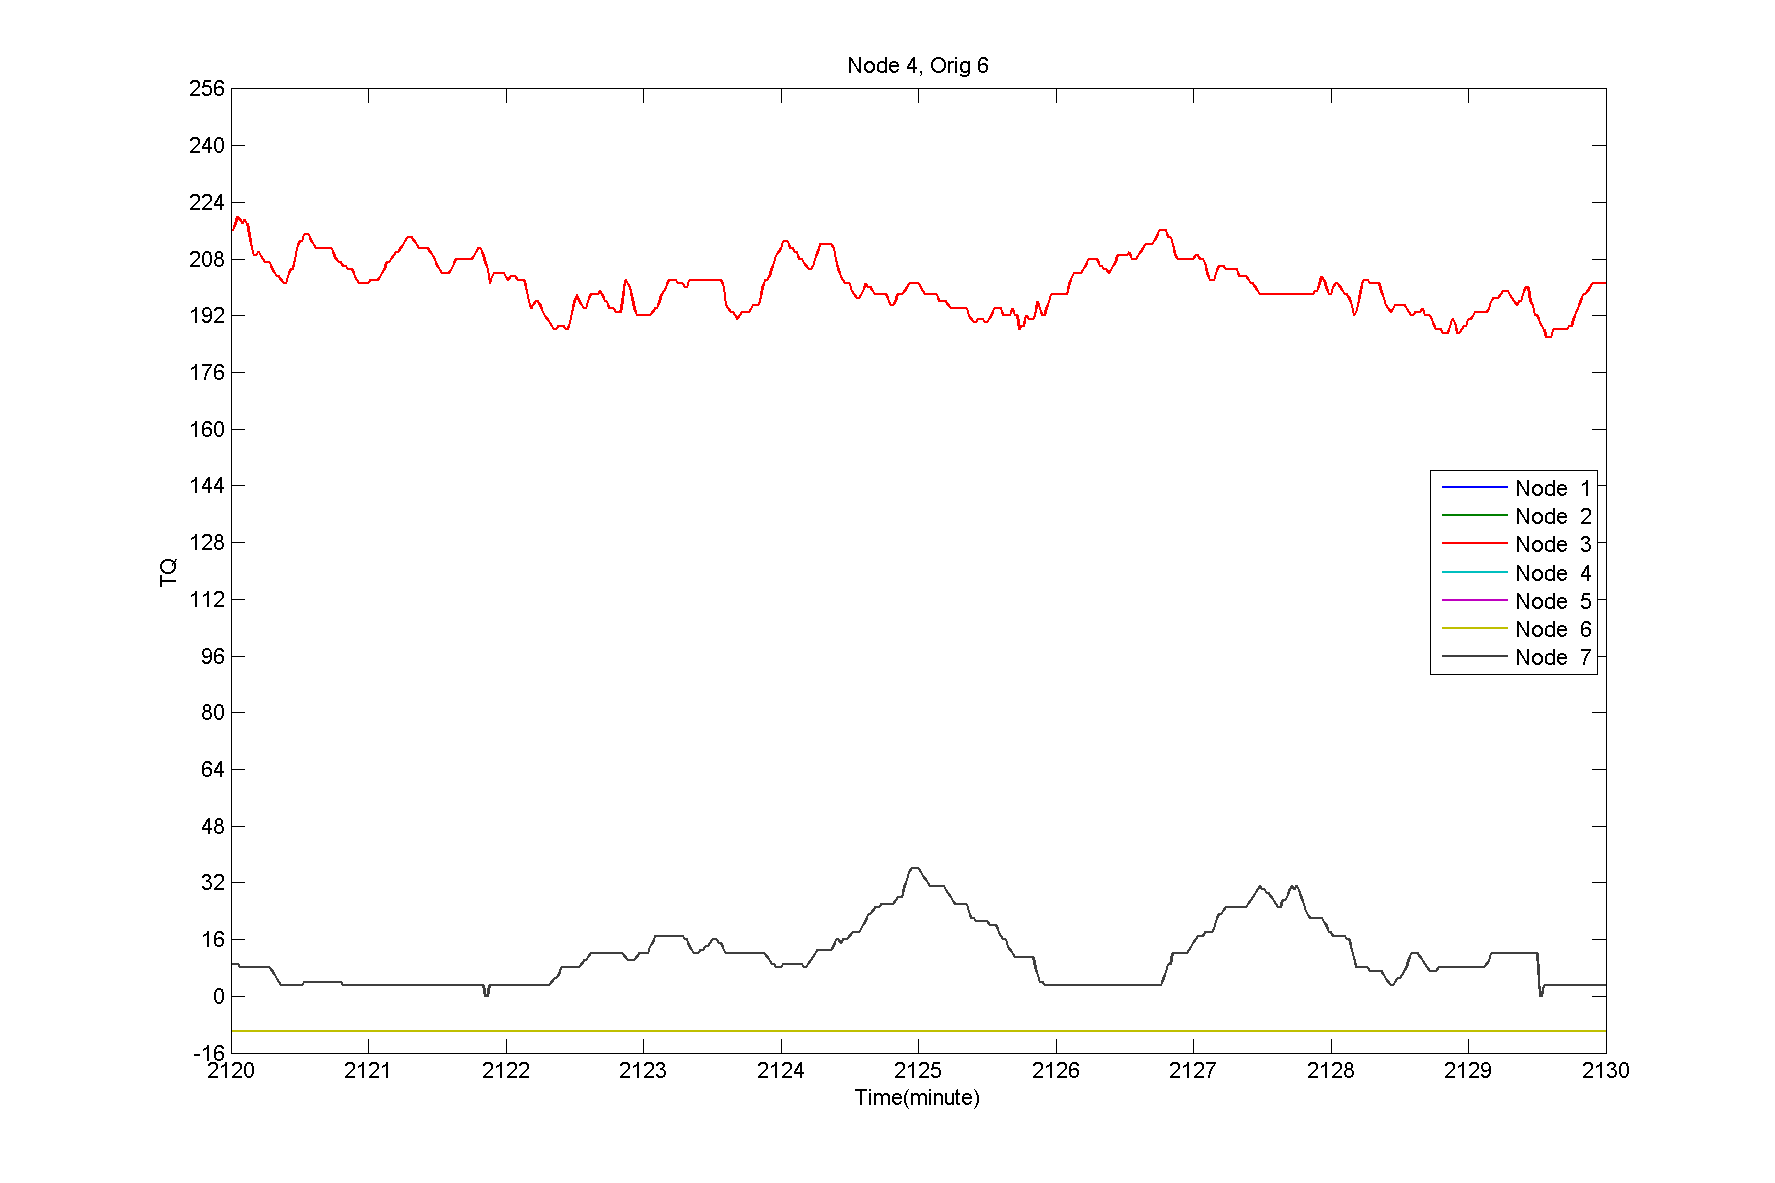 Node 4, Orig 6
256
240
224
208
192
176
160
144
128
112
96
80
64
48
32
16
0
-16
TQ
Node 1
Node 2
Node 3
Node 4
Node 5
Node 6
Node 7
2120 2121 2122 2123 2124 2125 2126 2127 2128 2129 2130
Time(minute)